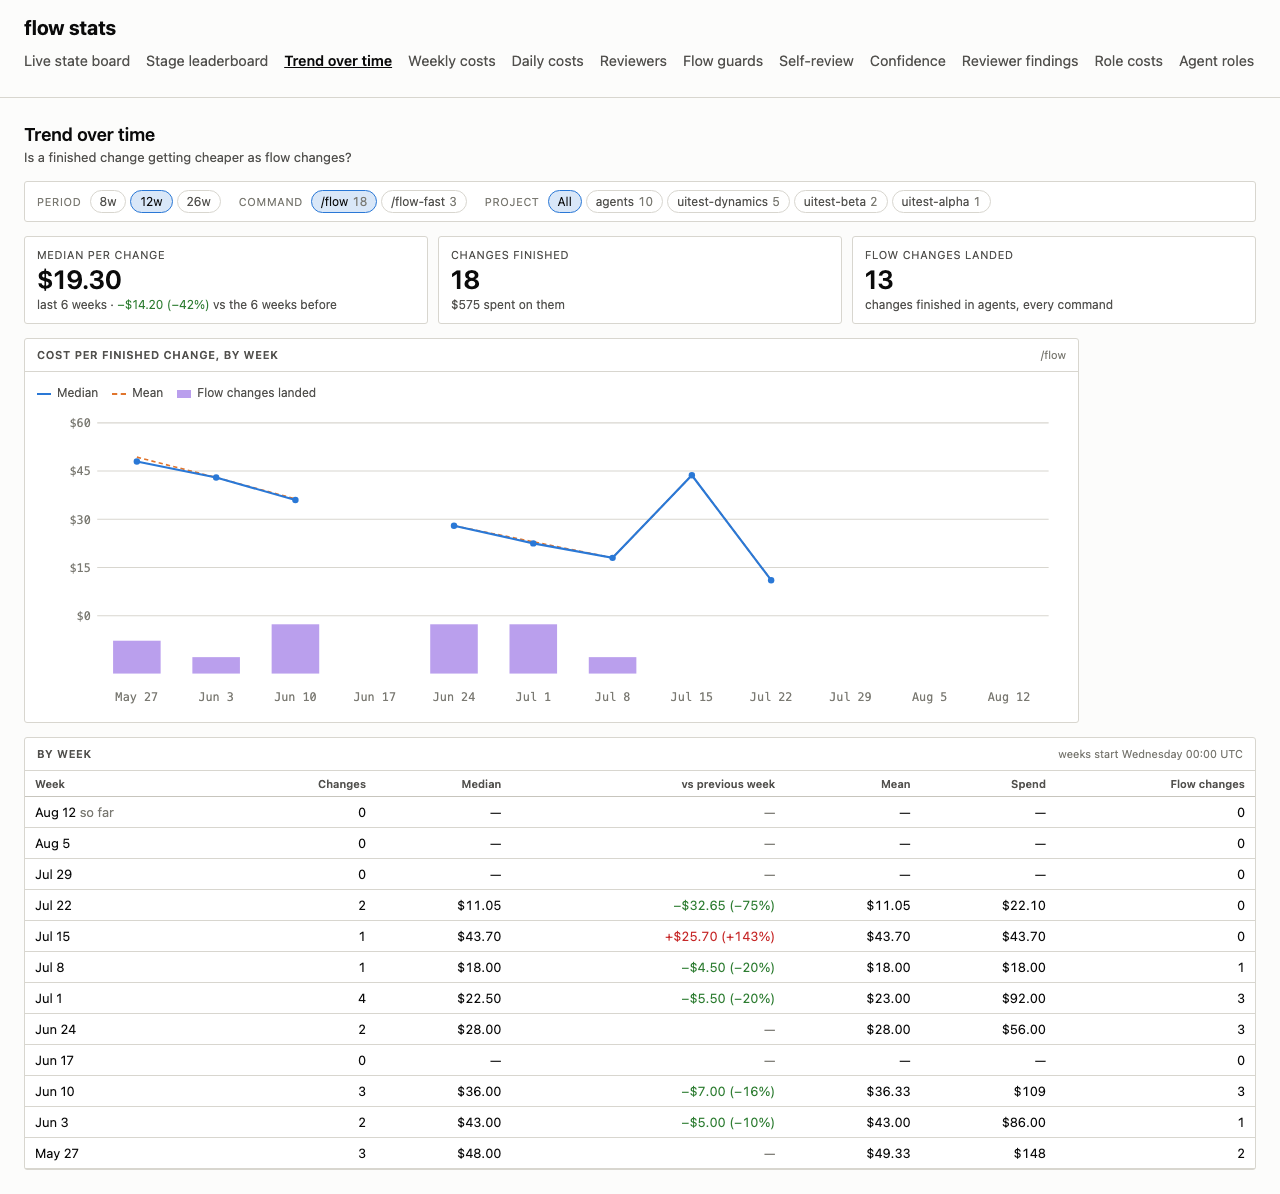 flow stats
Live state board Stage leaderboard Trend over time Weekly costs Daily costs Reviewers Flow guards Self-review Confidence Reviewer findings Role costs Agent roles
Trend over time
Is a finished change getting cheaper as flow changes?
PERIOD 8w 12w 26w COMMAND /flow 18 /flow-fast 3 PROJECT All agents 10 uitest-dynamics 5 uitest-beta 2 uitest-alpha 1
MEDIAN PER CHANGE
$19.30
last 6 weeks · −$14.20 (−42%) vs the 6 weeks before
CHANGES FINISHED
18
$575 spent on them
FLOW CHANGES LANDED
13
changes finished in agents, every command
COST PER FINISHED CHANGE, BY WEEK /flow
Median Mean Flow changes landed
$60
$45
$30
$15
$0
May 27 Jun 3 Jun 10 Jun 17 Jun 24 Jul 1 Jul 8 Jul 15 Jul 22 Jul 29 Aug 5 Aug 12
BY WEEK weeks start Wednesday 00:00 UTC
Week Changes Median vs previous week Mean Spend Flow changes
Aug 12 so far 0 — — — — 0
Aug 5 0 — — — — 0
Jul 29 0 — — — — 0
Jul 22 2 $11.05 −$32.65 (−75%) $11.05 $22.10 0
Jul 15 1 $43.70 +$25.70 (+143%) $43.70 $43.70 0
Jul 8 1 $18.00 −$4.50 (−20%) $18.00 $18.00 1
Jul 1 4 $22.50 −$5.50 (−20%) $23.00 $92.00 3
Jun 24 2 $28.00 — $28.00 $56.00 3
Jun 17 0 — — — — 0
Jun 10 3 $36.00 −$7.00 (−16%) $36.33 $109 3
Jun 3 2 $43.00 −$5.00 (−10%) $43.00 $86.00 1
May 27 3 $48.00 — $49.33 $148 2